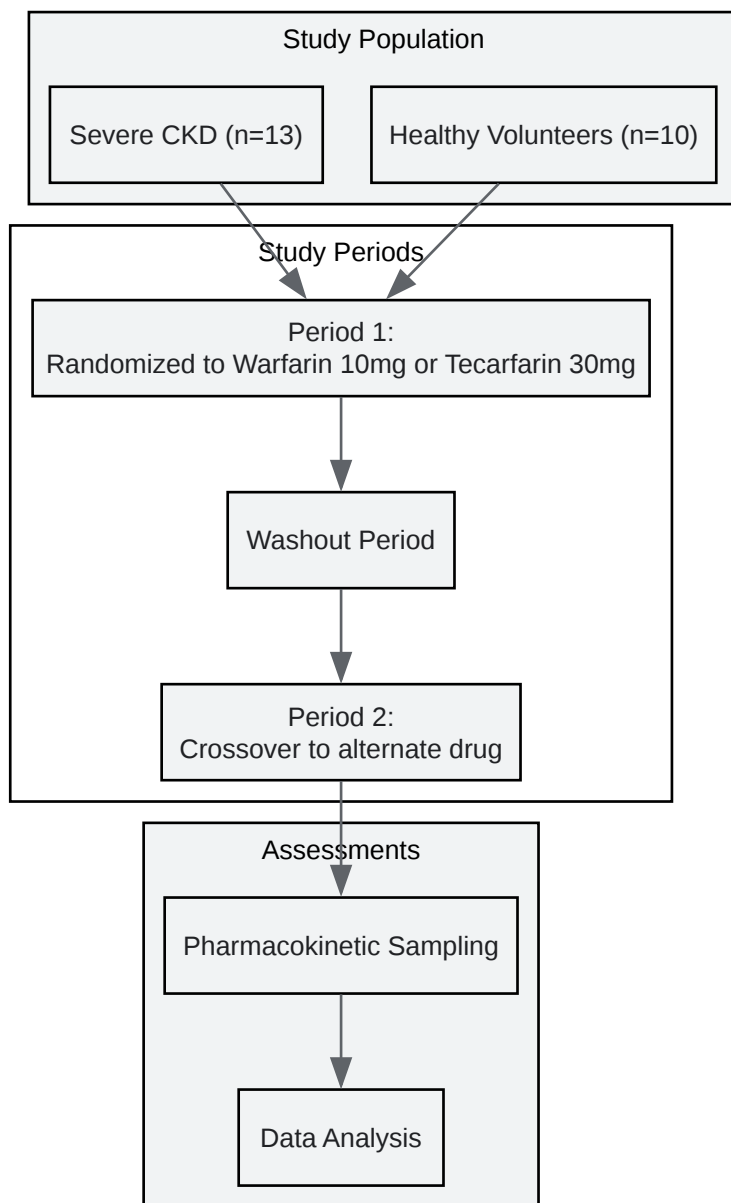 Study Population
Severe CKD (n=13)
Healthy Volunteers (n=10)
Study Periods
Period 1:
Randomized to Warfarin 10mg or Tecarfarin 30mg
Washout Period
Period 2:
Crossover to alternate drug
Assessments
Pharmacokinetic Sampling
Data Analysis